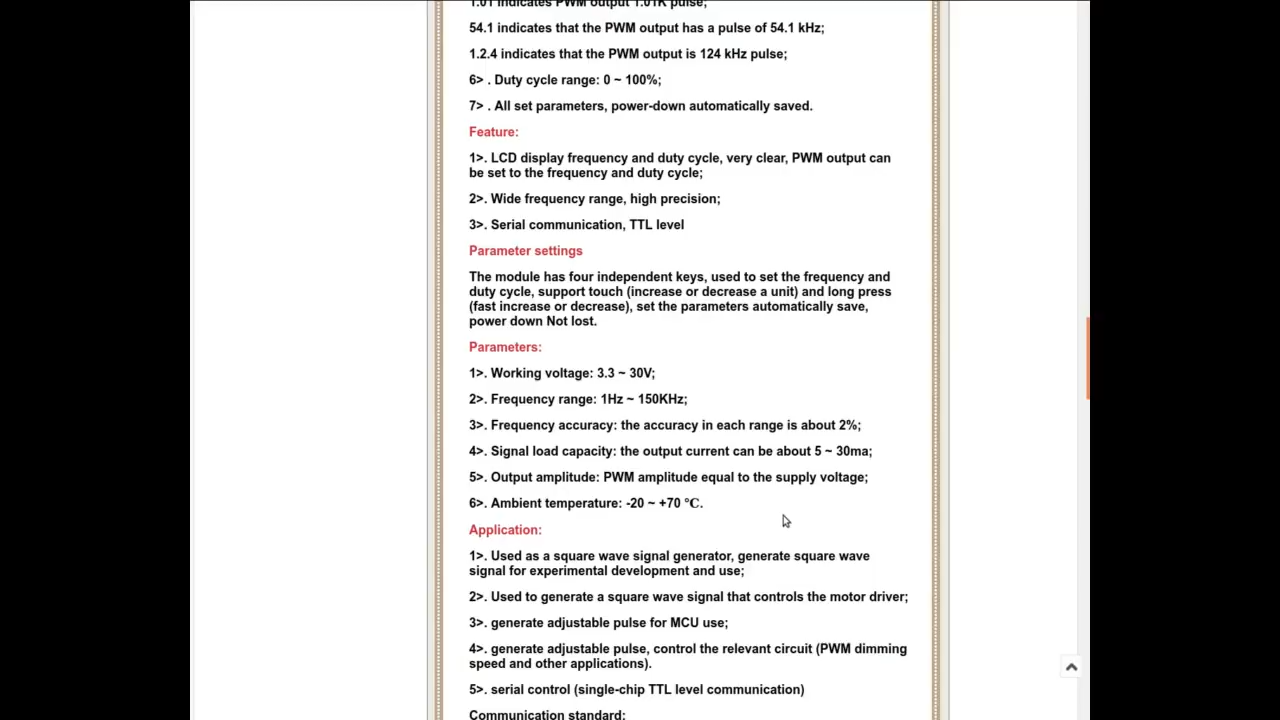 1.01 indicates PWM output 1.01K pulse;
54.1 indicates that the PWM output has a pulse of 54.1 kHz;
1.2.4 indicates that the PWM output is 124 kHz pulse;
6> . Duty cycle range: 0 ~ 100%;
7> . All set parameters, power-down automatically saved.
Feature:
1>. LCD display frequency and duty cycle, very clear, PWM output can
be set to the frequency and duty cycle;
2>. Wide frequency range, high precision;
3>. Serial communication, TTL level
Parameter settings
The module has four independent keys, used to set the frequency and
duty cycle, support touch (increase or decrease a unit) and long press
(fast increase or decrease), set the parameters automatically save,
power down Not lost.
Parameters:
1>. Working voltage: 3.3 ~ 30V;
2>. Frequency range: 1Hz ~ 150KHz;
3>. Frequency accuracy: the accuracy in each range is about 2%;
4>. Signal load capacity: the output current can be about 5 ~ 30ma;
5>. Output amplitude: PWM amplitude equal to the supply voltage;
6>. Ambient temperature: -20 ~ +70 ℃.
Application:
1>. Used as a square wave signal generator, generate square wave
signal for experimental development and use;
2>. Used to generate a square wave signal that controls the motor driver;
3>. generate adjustable pulse for MCU use;
4>. generate adjustable pulse, control the relevant circuit (PWM dimming
speed and other applications).
5>. serial control (single-chip TTL level communication)
Communication standard: